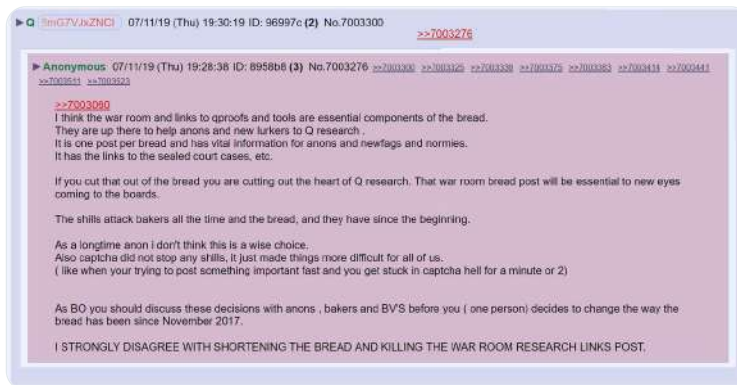 Q !!mG7VJxZNCI 07/11/19 (Thu) 19:30:19 ID: 96997c (2) No.7003300
>>7003276
Anonymous 07/11/19 (Thu) 19:28:38 ID: 8958b8 (3) No.7003276 >>7003300 >>7003325 >>7003338 >>7003375 >>7003383 >>7003414 >>7003441
>>7003511 >>7003523
>>7003060
I think the war room and links to qproofs and tools are essential components of the bread.
They are up there to help anons and new lurkers to Q research .
It is one post per bread and has vital information for anons and newfags and normies.
It has the links to the sealed court cases, etc.
If you cut that out of the bread you are cutting out the heart of Q research. That war room bread post will be essential to new eyes
coming to the boards.
The shills attack bakers all the time and the bread, and they have since the beginning.
As a longtime anon i don't think this is a wise choice.
Also captcha did not stop any shills, it just made things more difficult for all of us.
( like when your trying to post something important fast and you get stuck in captcha hell for a minute or 2)
As BO you should discuss these decisions with anons , bakers and BV'S before you ( one person) decides to change the way the
bread has been since November 2017.
I STRONGLY DISAGREE WITH SHORTENING THE BREAD AND KILLING THE WAR ROOM RESEARCH LINKS POST.